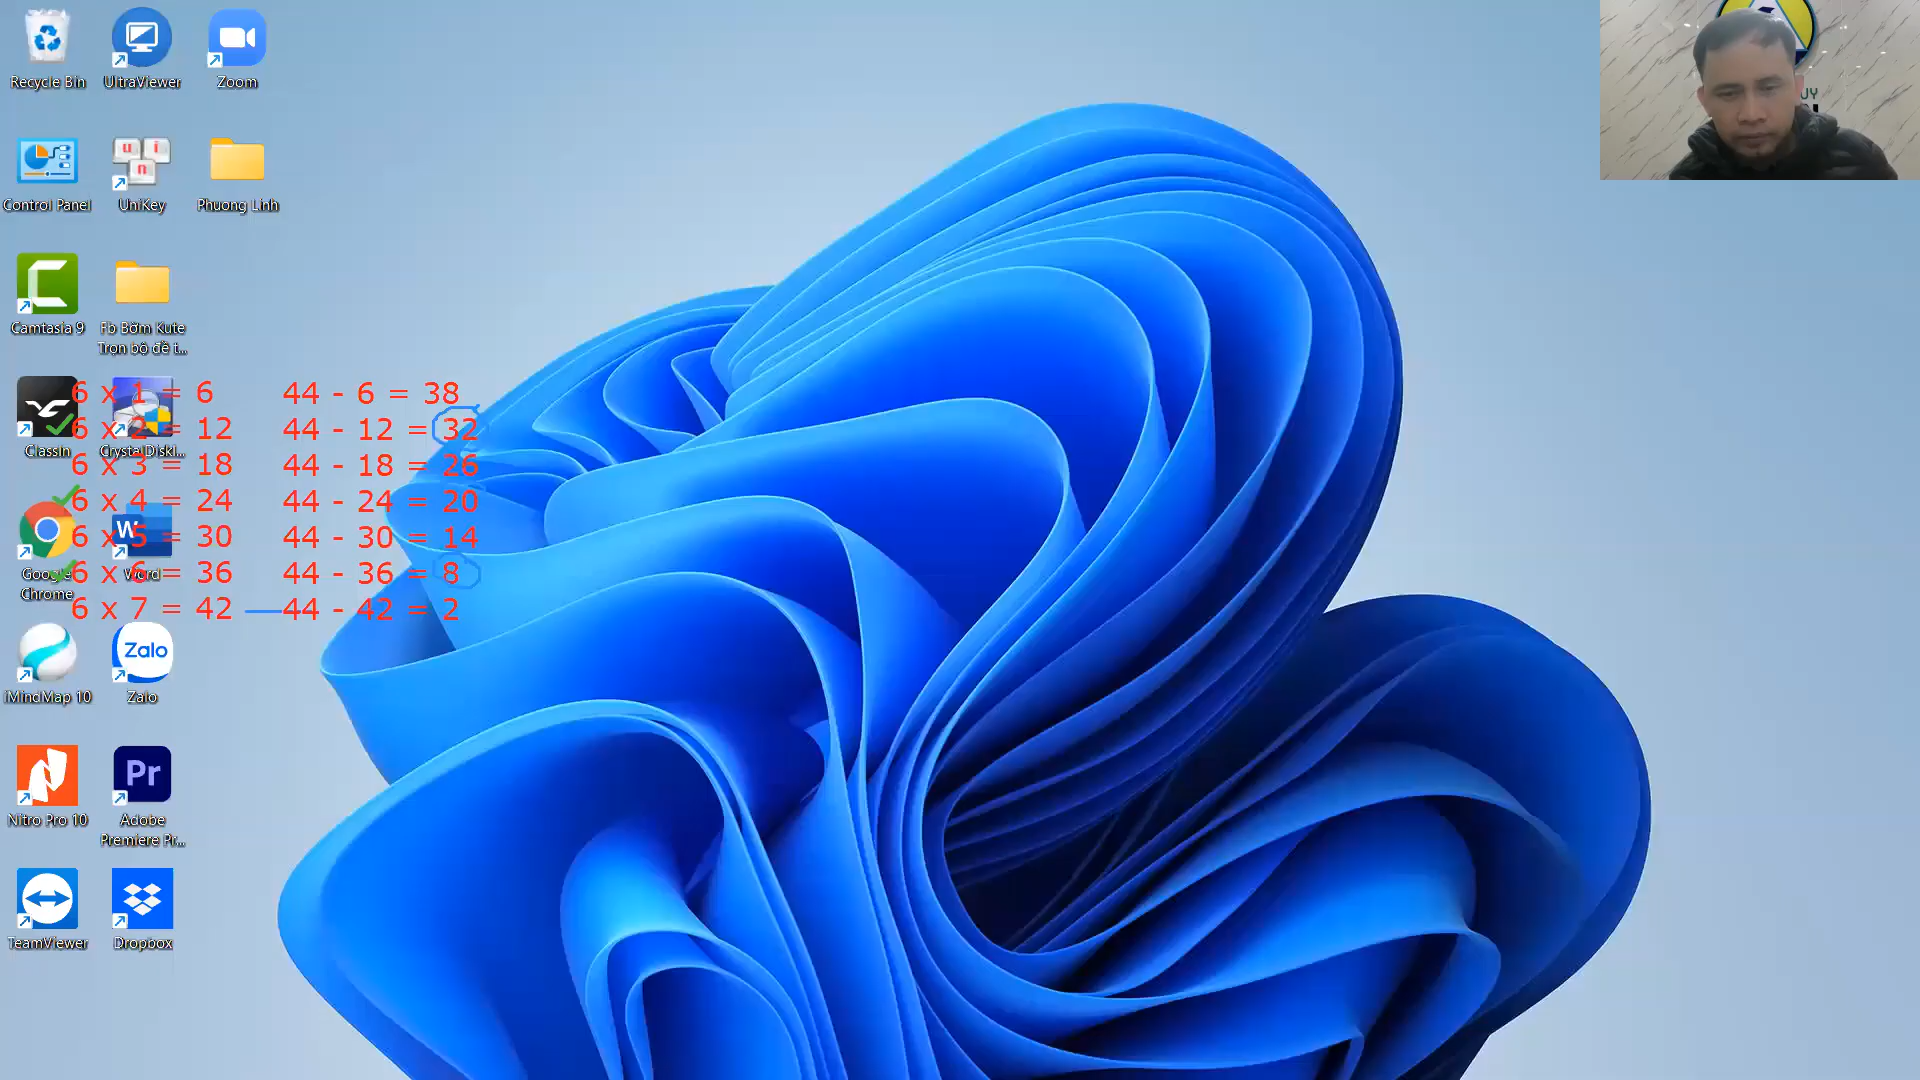 Recycle Bin UltraViewer Zoom
UY
Control Panel UniKey Phuong Linh
Camtasia 9 Fb Bờm Kute
Trọn bộ đề t...
6 x 1 = 6 44 - 6 = 38
6 x 2 = 12 44 - 12 = 32
ClassIn CrystalDiskI...
6 x 3 = 18 44 - 18 = 26
6 x 4 = 24 44 - 24 = 20
6 x 5 = 30 44 - 30 = 14
Google Word
Chrome
6 x 6 = 36 44 - 36 = 8
6 x 7 = 42 44 - 42 = 2
Zalo
iMindMap 10 Zalo
Pr
Nitro Pro 10 Adobe
Premiere Pr...
TeamViewer Dropbox